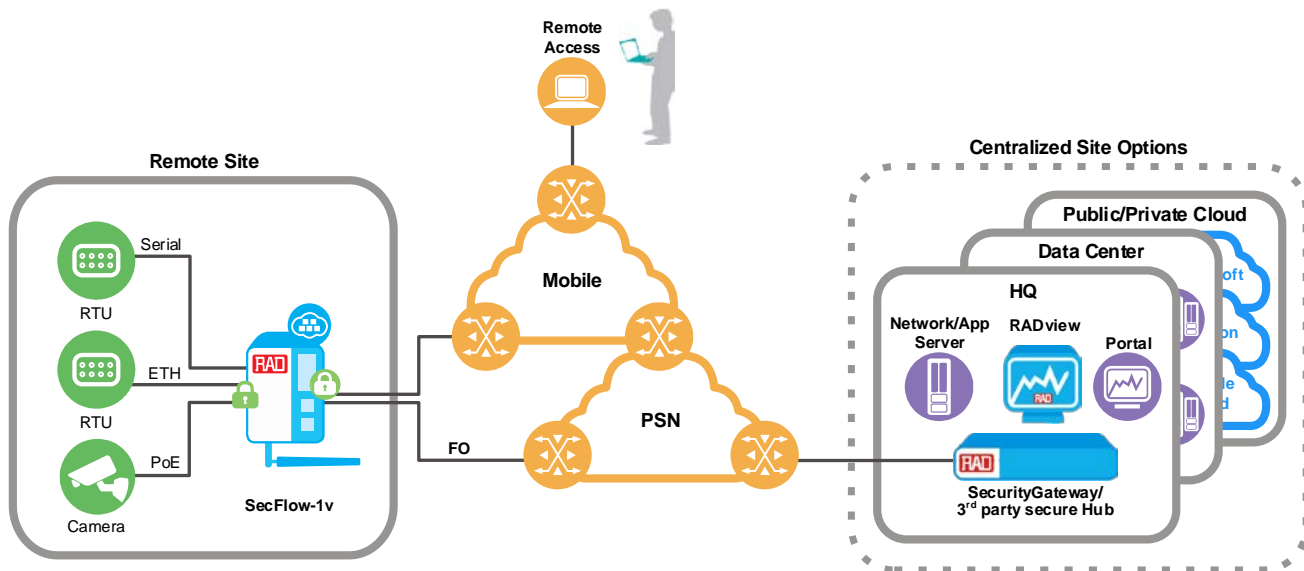 Remote
Access
Remote Site
Serial
RTU
ETH
RTU
PoE
Camera
RAD
SecFlow-1v
Mobile
FO
PSN
Centralized Site Options
Public/Private Cloud
Data Center
HQ
Network/App
Server
RADview
Portal
RAD
RAD
SecurityGateway/
3rd party secure Hub